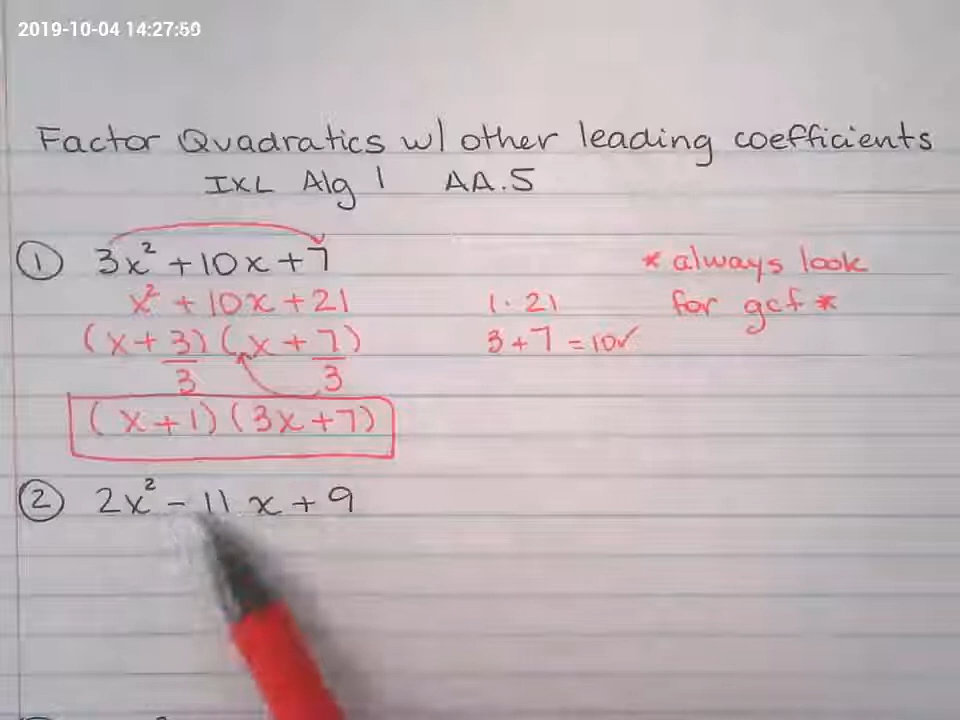 2019-10-04 14:27:50
Factor Quadratics w/ other leading coefficients
IXL Alg 1 AA.5
① 3x² + 10x + 7
* always look
for gcf *
x² + 10x + 21
1 · 21
(x + 3) (x + 7)
3 + 7 = 10✓
3 3
(x + 1) (3x + 7)
② 2x² - 11x + 9